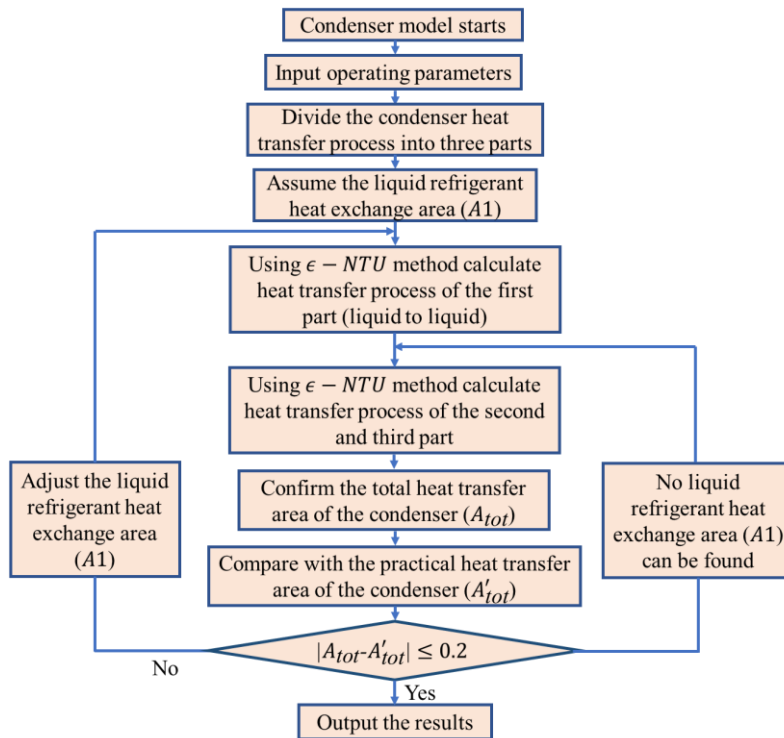 Condenser model starts
Input operating parameters
Divide the condenser heat
transfer process into three parts
Assume the liquid refrigerant
heat exchange area (A1)
Using ϵ − NTU method calculate
heat transfer process of the first
part (liquid to liquid)
Using ϵ − NTU method calculate
heat transfer process of the second
and third part
Adjust the liquid
refrigerant heat
exchange area
(A1)
Confirm the total heat transfer
area of the condenser (A_tot)
No liquid
refrigerant heat
exchange area (A1)
can be found
Compare with the practical heat transfer
area of the condenser (A'_tot)
|A_tot-A'_tot| ≤ 0.2
No
Yes
Output the results